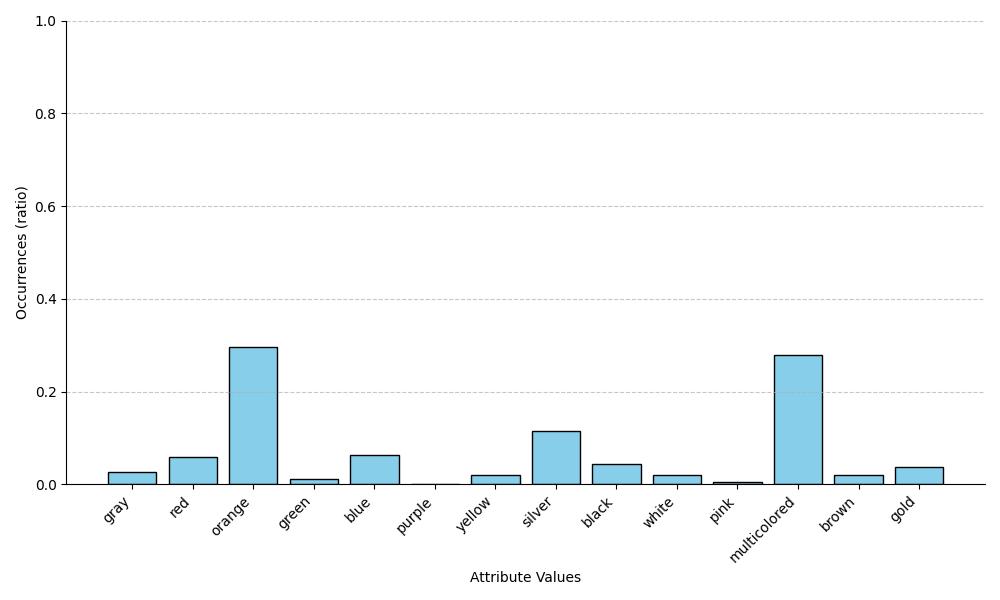 1.0
0.8
0.6
0.4
0.2
0.0
Occurrences (ratio)
gray
red
orange
green
blue
purple
yellow
silver
black
white
pink
multicolored
brown
gold
Attribute Values